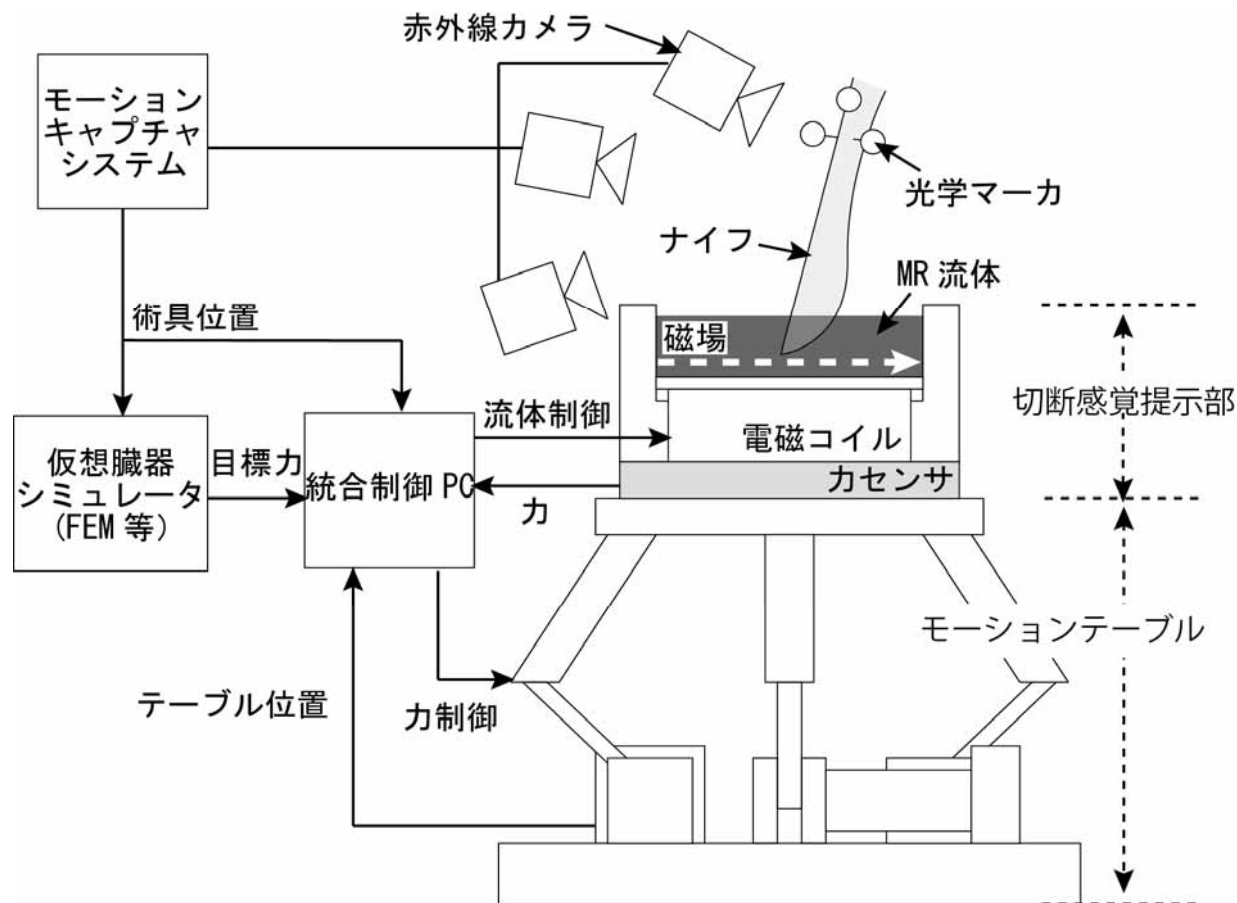 赤外線カメラ
モーション
キャプチャ
システム
光学マーカ
ナイフ
MR 流体
術具位置
磁場
切断感覚提示部
流体制御
電磁コイル
仮想臓器
シミュレータ
(FEM 等)
目標力
統合制御 PC
力センサ
力
モーションテーブル
テーブル位置
力制御